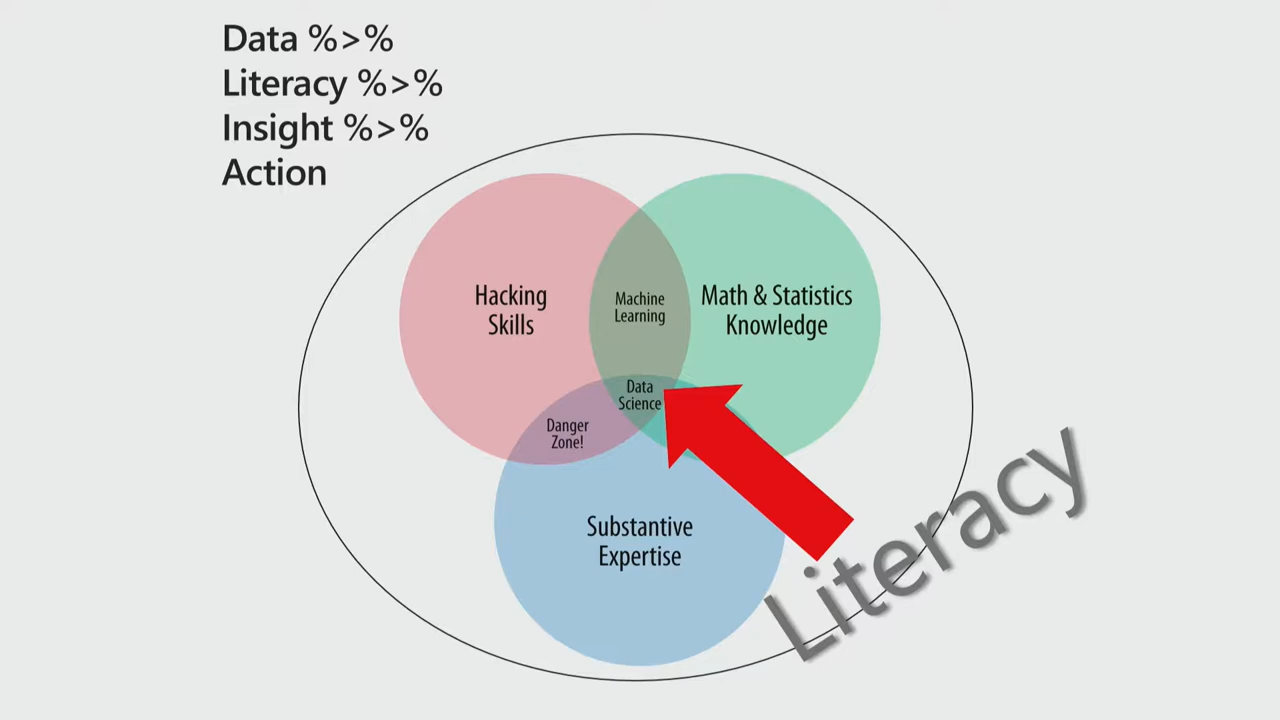 Data %>%
Literacy %>%
Insight %>%
Action
Hacking
Skills
Machine
Learning
Math & Statistics
Knowledge
Data
Science
Danger
Zone!
Substantive
Expertise
Literacy